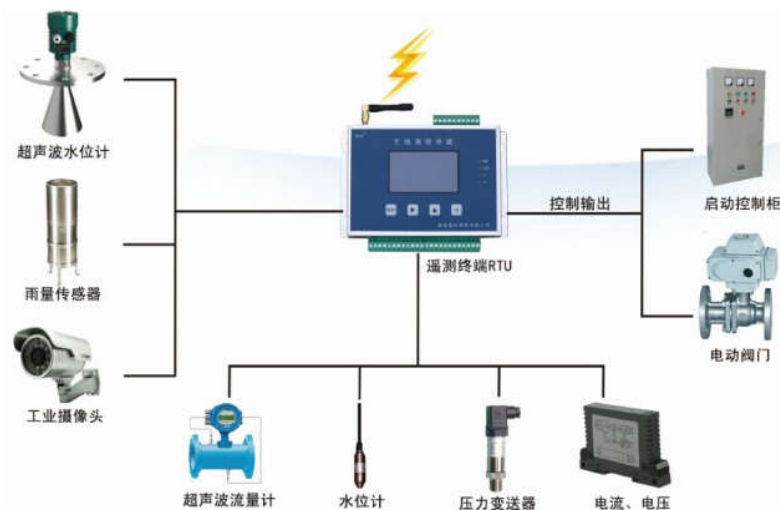 超声波水位计
雨量传感器
工业摄像头
遥测终端RTU
控制输出
启动控制柜
电动阀门
超声波流量计
水位计
压力变送器
电流、电压